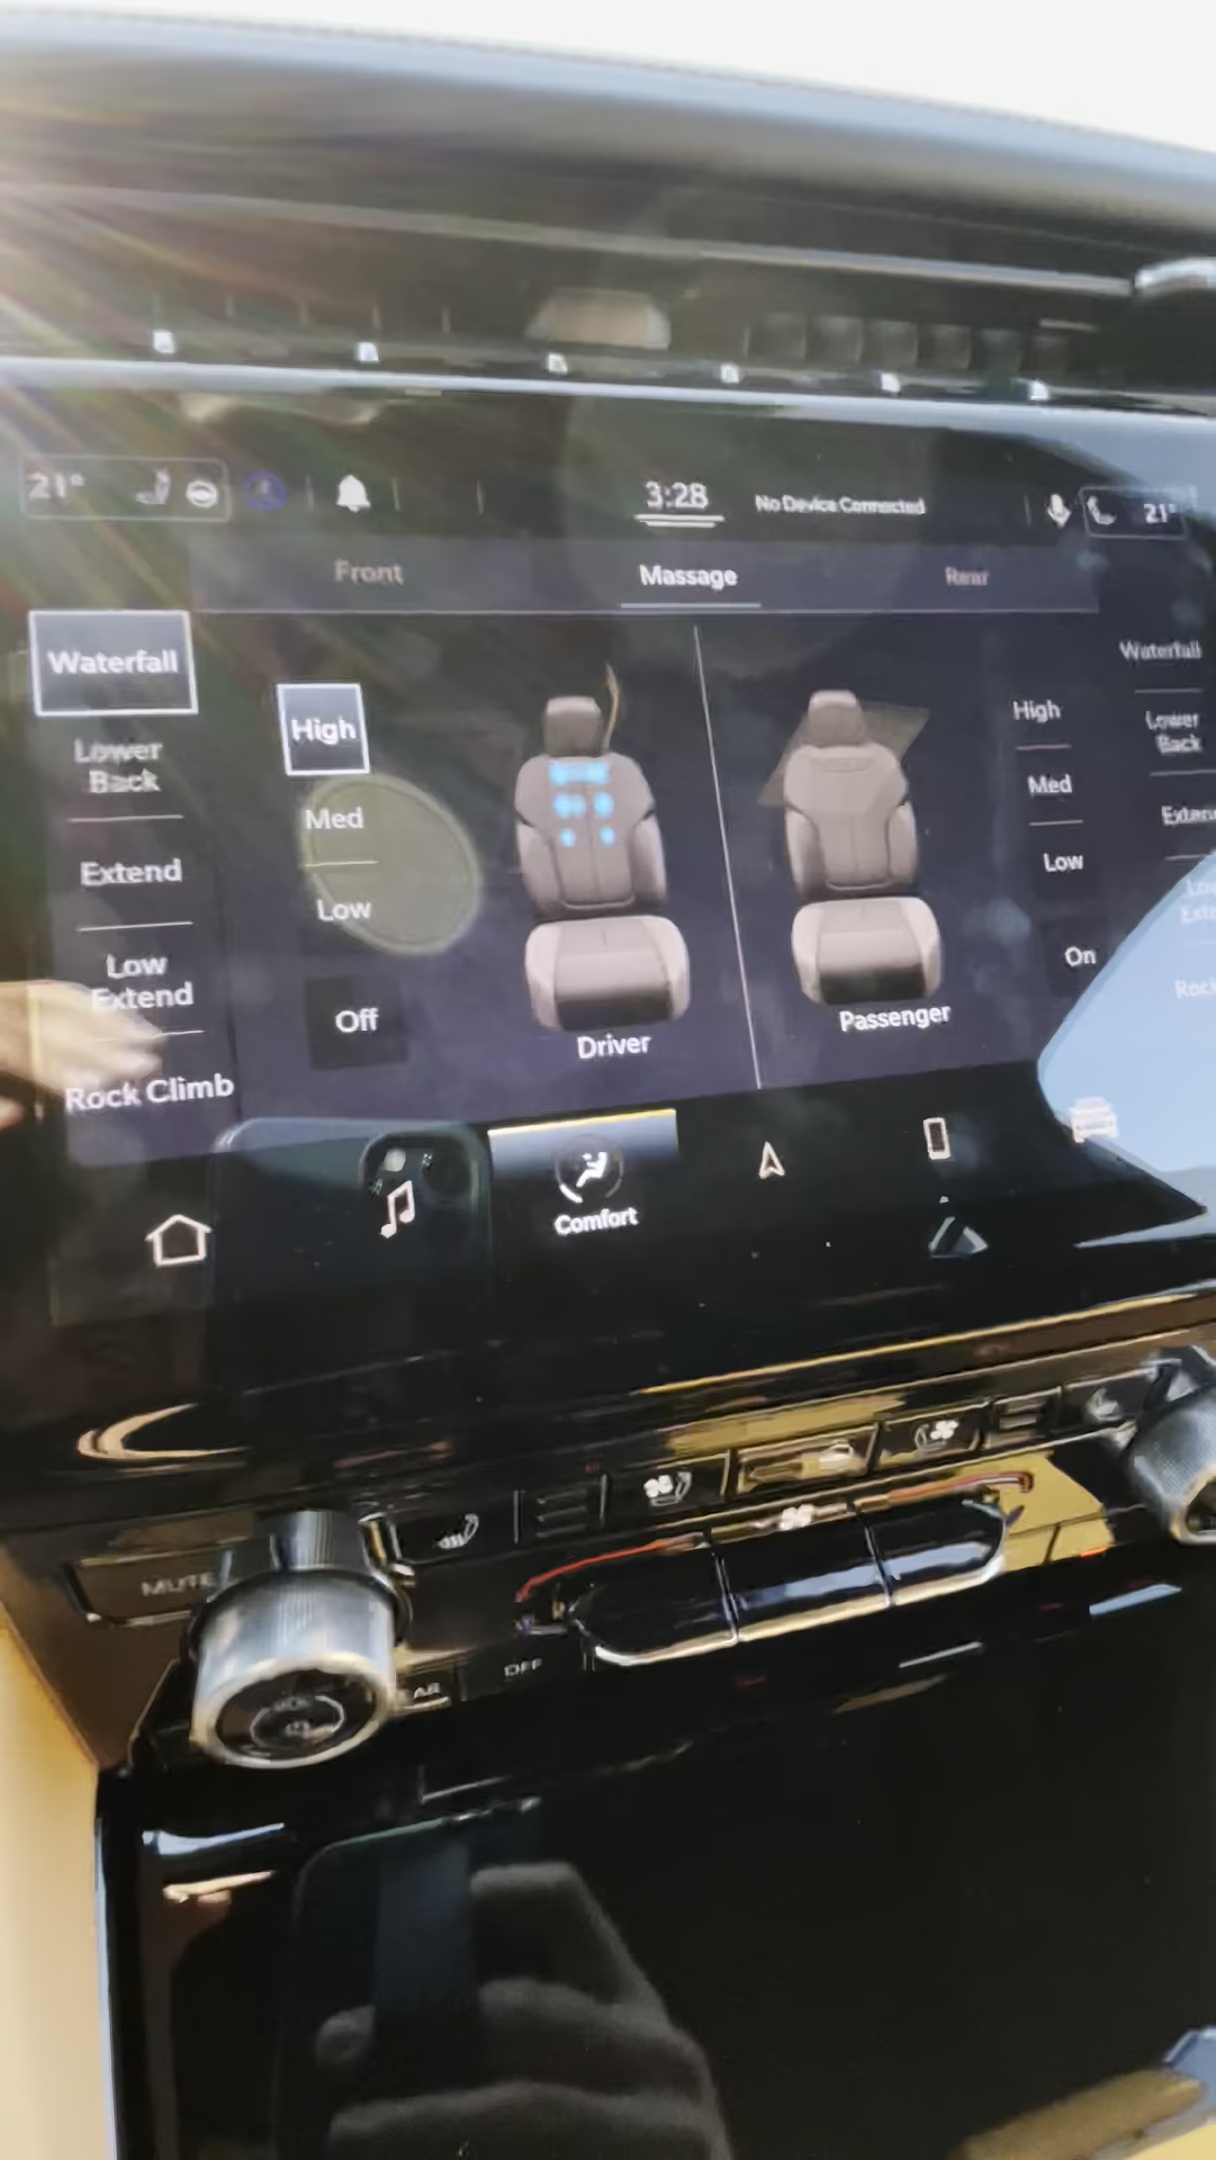 21°
3:28
No Device Connected
21°
Front
Massage
Rear
Waterfall
Lower
Back
Extend
Low
Extend
Rock Climb
High
Med
Low
Off
Driver
Passenger
High
Med
Low
On
Waterfall
Lower
Back
Comfort
MUTE
OFF